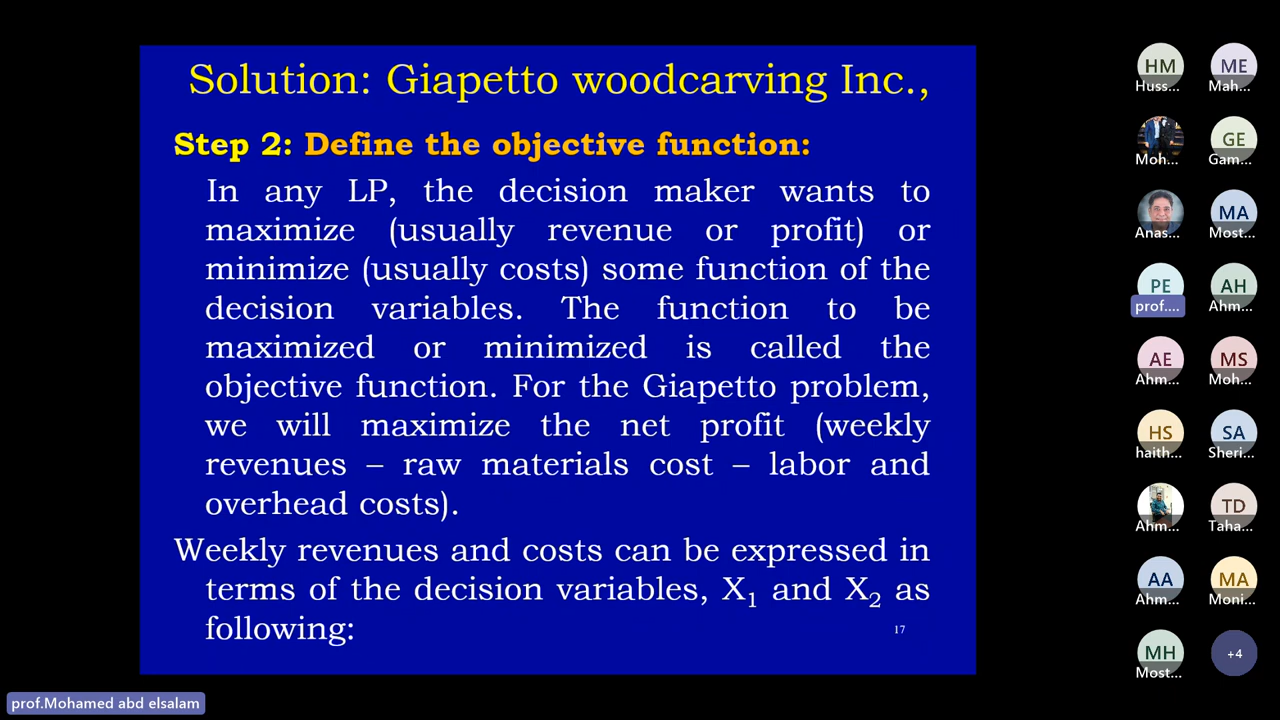 Solution: Giapetto woodcarving Inc.,
Step 2: Define the objective function:
In any LP, the decision maker wants to
maximize (usually revenue or profit) or
minimize (usually costs) some function of the
decision variables. The function to be
maximized or minimized is called the
objective function. For the Giapetto problem,
we will maximize the net profit (weekly
revenues – raw materials cost – labor and
overhead costs).
Weekly revenues and costs can be expressed in
terms of the decision variables, X₁ and X₂ as
following:
17
HM ME
Huss... Mah...
GE
Moh... Gam...
MA
Anas... Most...
PE AH
prof.... Ahm...
AE MS
Ahm... Moh...
HS SA
haith... Sheri...
TD
Ahm... Taha...
AA MA
Ahm... Moni...
MH +4
Most...
prof.Mohamed abd elsalam